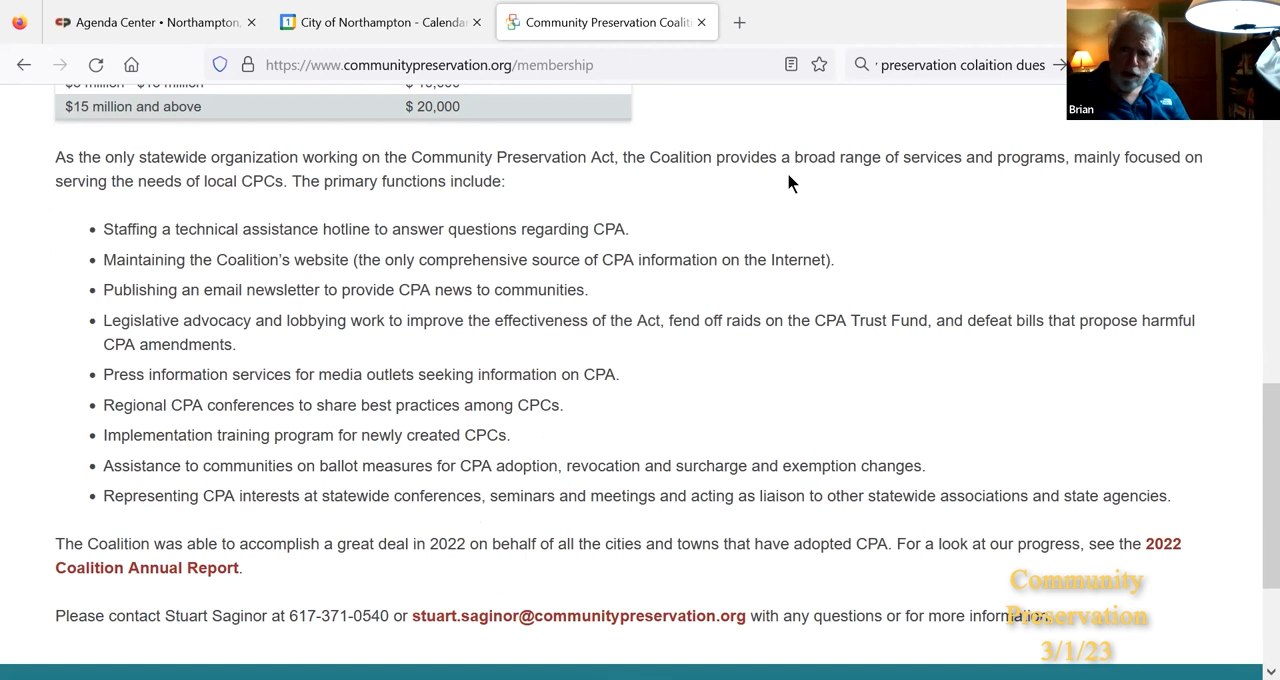 Agenda Center • Northampton,
City of Northampton - Calenda
Community Preservation Coaliti
https://www.communitypreservation.org/membership
preservation colaition dues
Brian
$15 million and above $ 20,000
As the only statewide organization working on the Community Preservation Act, the Coalition provides a broad range of services and programs, mainly focused on
serving the needs of local CPCs. The primary functions include:
• Staffing a technical assistance hotline to answer questions regarding CPA.
• Maintaining the Coalition's website (the only comprehensive source of CPA information on the Internet).
• Publishing an email newsletter to provide CPA news to communities.
• Legislative advocacy and lobbying work to improve the effectiveness of the Act, fend off raids on the CPA Trust Fund, and defeat bills that propose harmful
CPA amendments.
• Press information services for media outlets seeking information on CPA.
• Regional CPA conferences to share best practices among CPCs.
• Implementation training program for newly created CPCs.
• Assistance to communities on ballot measures for CPA adoption, revocation and surcharge and exemption changes.
• Representing CPA interests at statewide conferences, seminars and meetings and acting as liaison to other statewide associations and state agencies.
The Coalition was able to accomplish a great deal in 2022 on behalf of all the cities and towns that have adopted CPA. For a look at our progress, see the 2022
Coalition Annual Report.
Please contact Stuart Saginor at 617-371-0540 or stuart.saginor@communitypreservation.org with any questions or for more information.
Community
Preservation
3/1/23